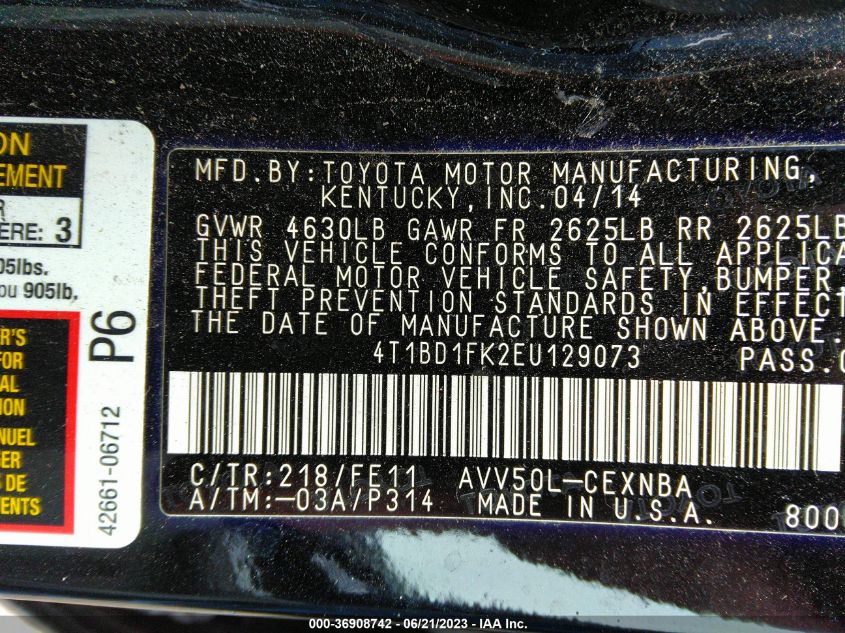 ON
EMENT
R
ERE: 3
05lbs.
ou 905lb,
R'S
FOR
AL
ION
NUEL
SER
DE
ENTS
P6
42661-06712
MFD.BY:TOYOTA MOTOR MANUFACTURING,
KENTUCKY,INC.04/14
GVWR 4630LB GAWR FR 2625LB RR 2625LB
THIS VEHICLE CONFORMS TO ALL APPLICA
FEDERAL MOTOR VEHICLE SAFETY,BUMPER,
THEFT PREVENTION STANDARDS IN EFFECT
THE DATE OF MANUFACTURE SHOWN ABOVE.
4T1BD1FK2EU129073 PASS.C
C/TR:218/FE11 AVV50L-CEXNBA
A/TM:-03A/P314 MADE IN U.S.A. 800
000-36908742 - 06/21/2023 - IAAI - IAA Inc.